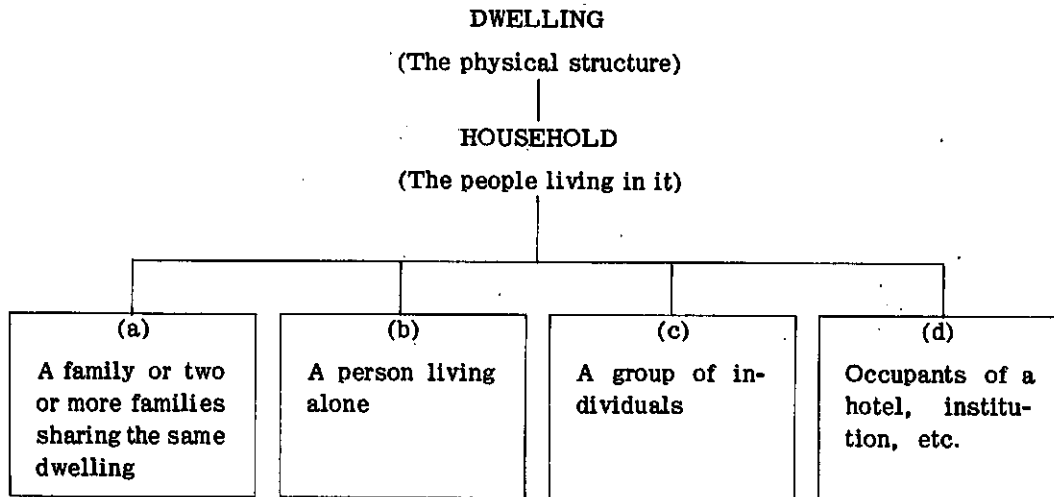 DWELLING
(The physical structure)
HOUSEHOLD
(The people living in it)
(a)
A family or two
or more families
sharing the same
dwelling
(b)
A person living
alone
(c)
A group of in-
dividuals
(d)
Occupants of a
hotel, institu-
tion, etc.